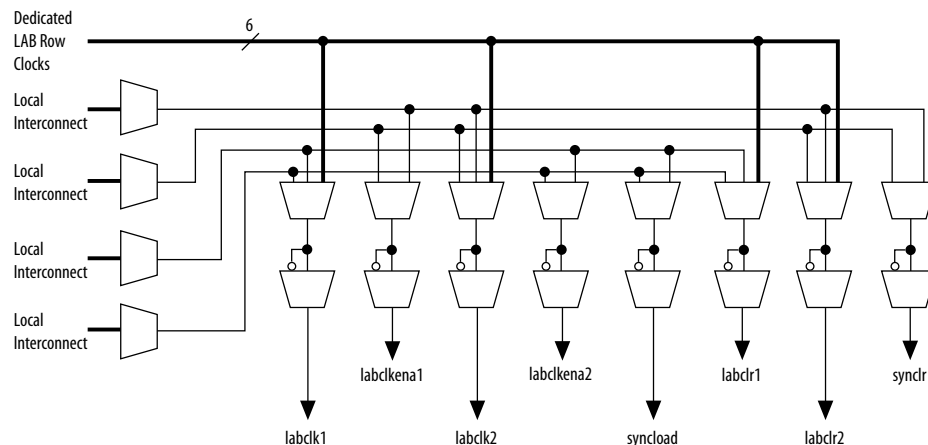 Dedicated
LAB Row
Clocks
6
Local
Interconnect
Local
Interconnect
Local
Interconnect
Local
Interconnect
labclkena1
labclkena2
labclr1
synclr
labclk1
labclk2
syncload
labclr2